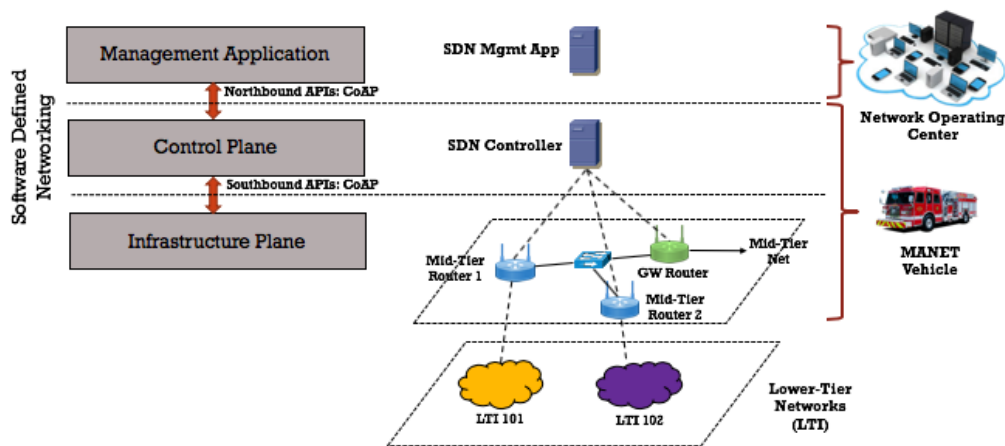 Software Defined
Networking
Management Application
Northbound APIs: CoAP
Control Plane
Southbound APIs: CoAP
Infrastructure Plane
SDN Mgmt App
SDN Controller
Mid-Tier
Router 1
GW Router
Mid-Tier
Net
Mid-Tier
Router 2
LTI 101
LTI 102
Lower-Tier
Networks
(LTI)
Network Operating
Center
MANET
Vehicle